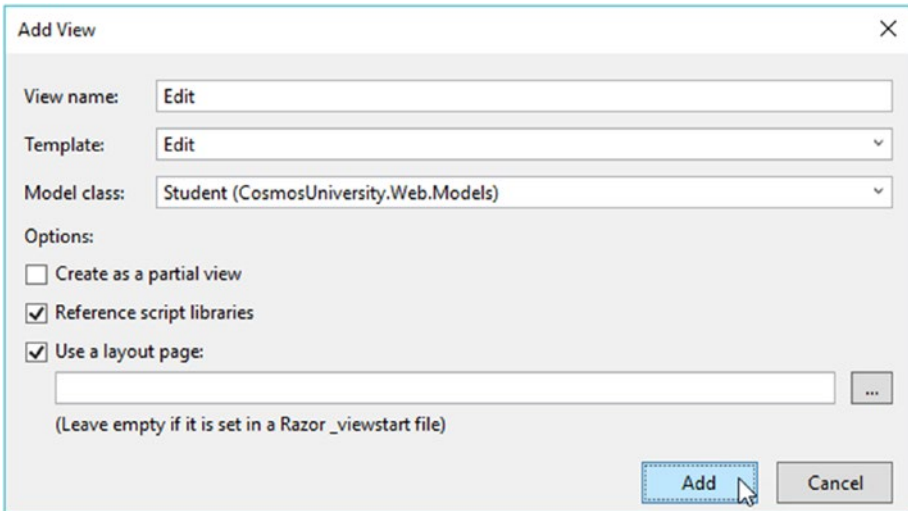 Add View
View name: Edit
Template: Edit
Model class: Student (CosmosUniversity.Web.Models)
Options:
Create as a partial view
Reference script libraries
Use a layout page:
...
(Leave empty if it is set in a Razor _viewstart file)
Add Cancel